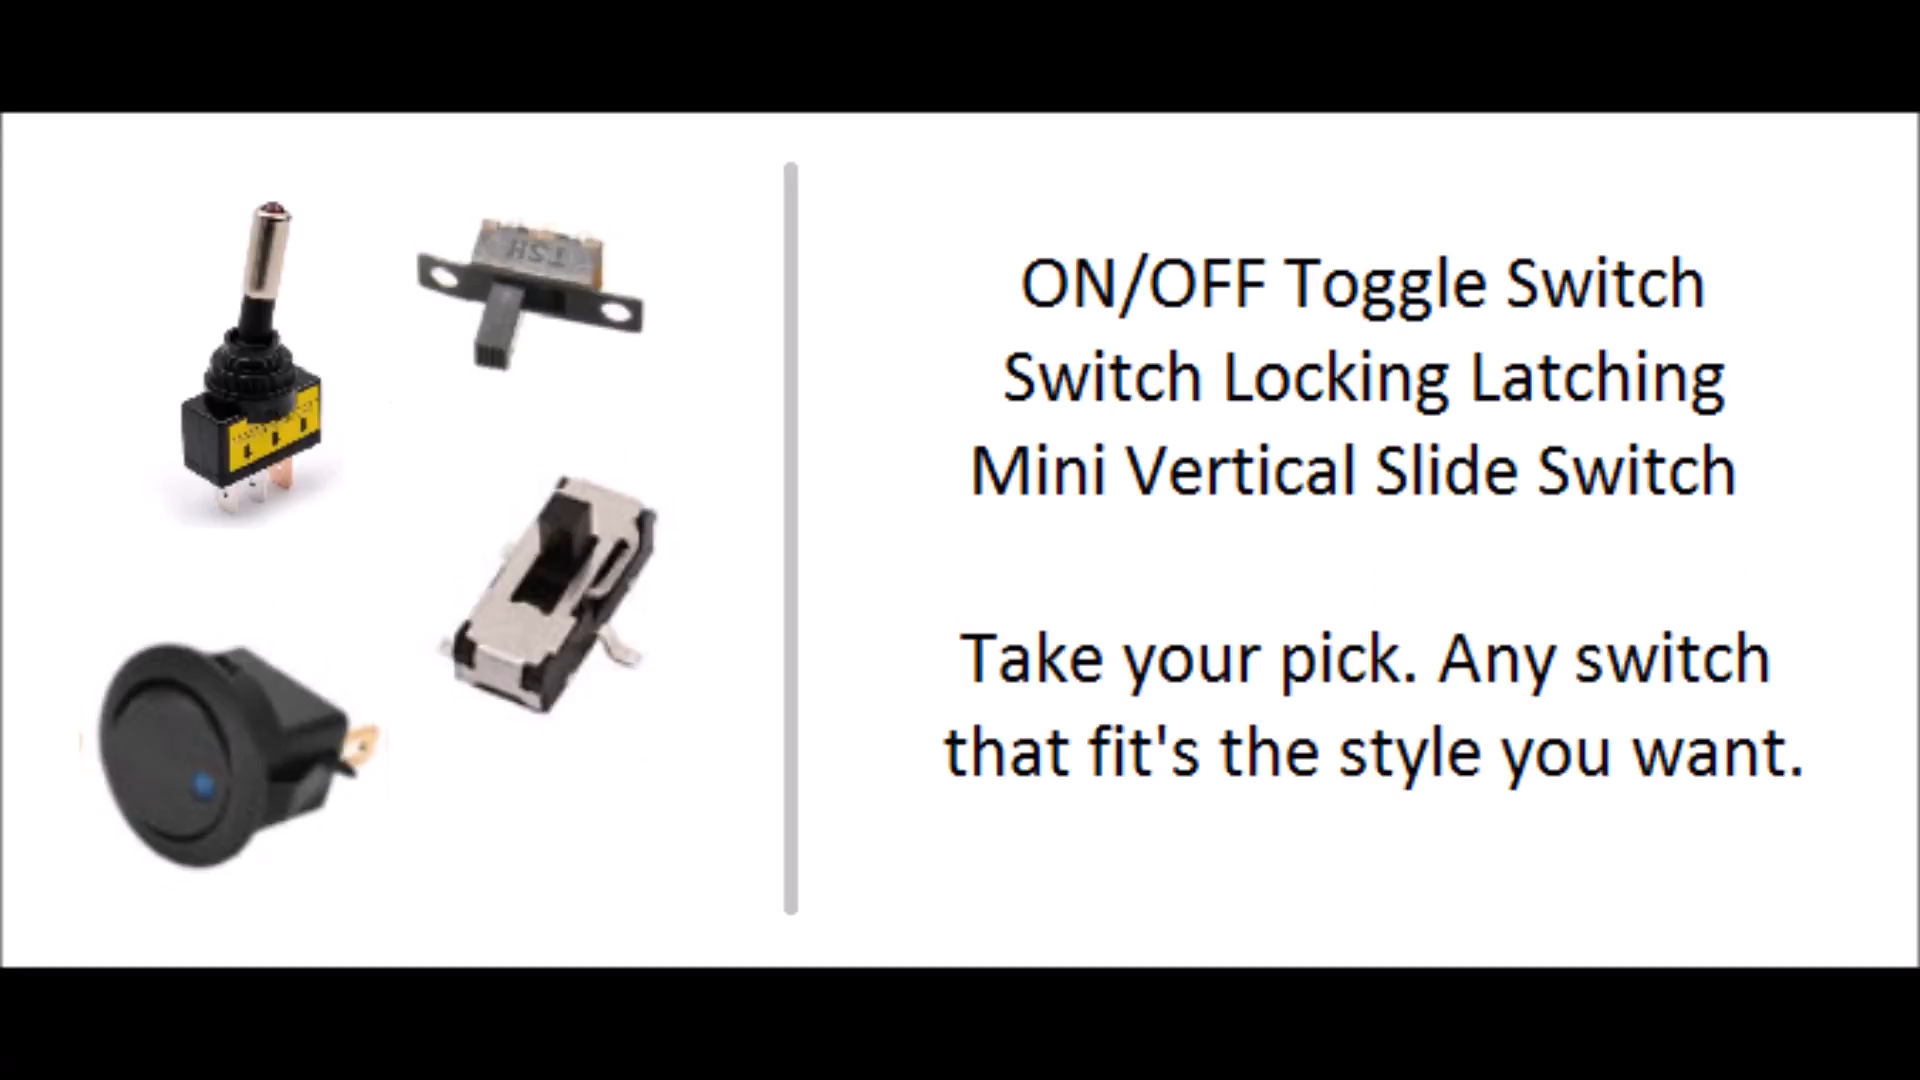 ON/OFF Toggle Switch
Switch Locking Latching
Mini Vertical Slide Switch
Take your pick. Any switch
that fit's the style you want.